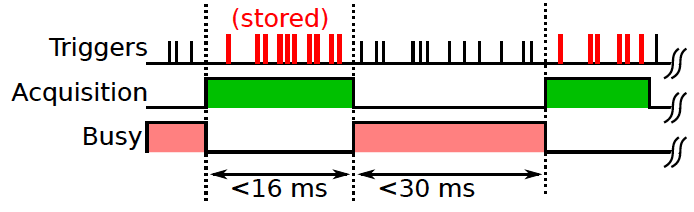 (stored)
Triggers
Acquisition
Busy
<16 ms
<30 ms